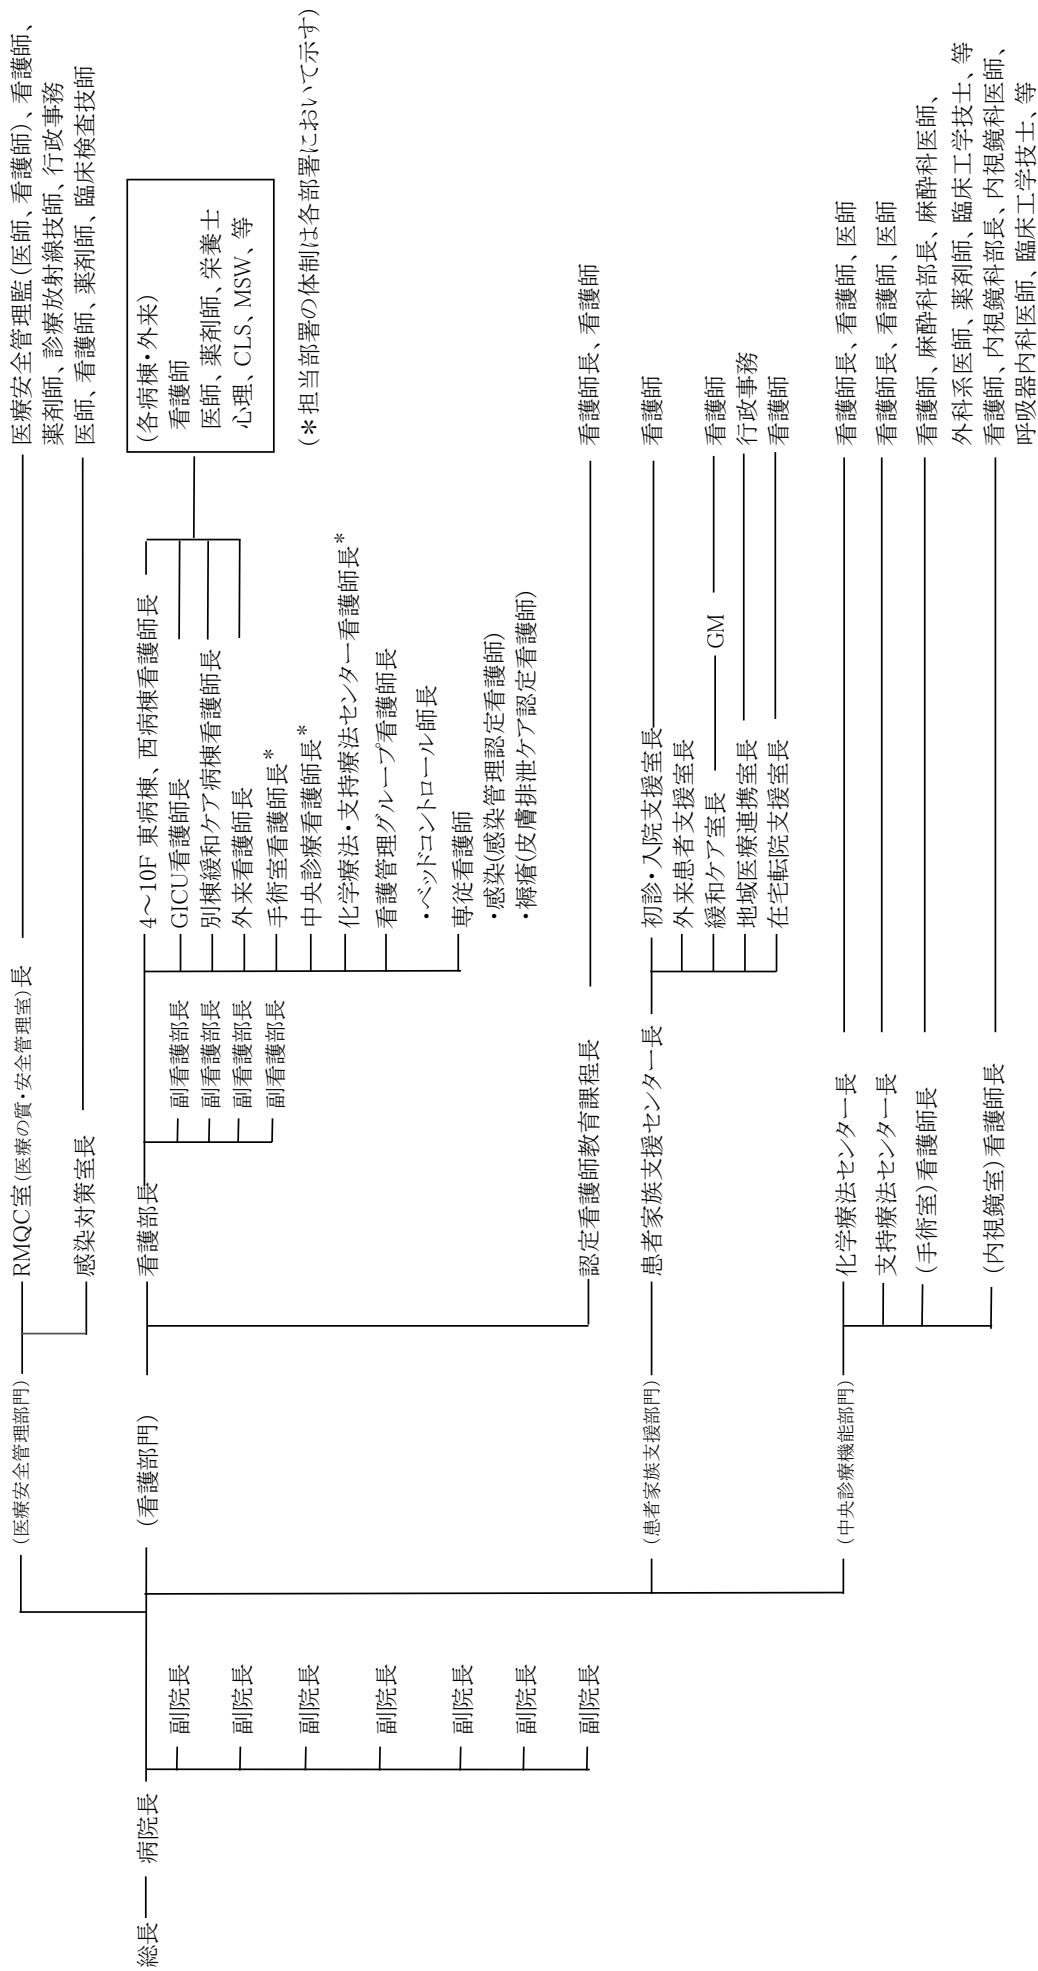 総長
病院長
副院長
副院長
副院長
副院長
副院長
副院長
副院長
(医療安全管理部門)
RMQC室(医療の質・安全管理室)長
医療安全管理監(医師、看護師)、看護師、
薬剤師、診療放射線技師、行政事務
感染対策室長
医師、看護師、薬剤師、臨床検査技師
(看護部門)
看護部長
副看護部長
副看護部長
副看護部長
副看護部長
4〜10F 東病棟、西病棟看護師長
GICU看護師長
別棟緩和ケア病棟看護師長
外来看護師長
手術室看護師長*
中央診療看護師長*
化学療法・支持療法センター看護師長*
看護管理グループ看護師長
・ベッドコントロール師長
専従看護師
・感染(感染管理認定看護師)
・褥瘡(皮膚排泄ケア認定看護師)
(各病棟・外来)
看護師
医師、薬剤師、栄養士
心理、CLS、MSW、等
(*担当部署の体制は各部署において示す)
認定看護師教育課程長
看護師長、看護師
(患者家族支援部門)
患者家族支援センター長
初診・入院支援室長
看護師
外来患者支援室長
緩和ケア室長
GM
看護師
地域医療連携室長
行政事務
在宅転院支援室長
看護師
(中央診療機能部門)
化学療法センター長
看護師長、看護師、医師
支持療法センター長
看護師長、看護師、医師
(手術室)看護師長
看護師、麻酔科部長、麻酔科医師、
外科系医師、薬剤師、臨床工学技士、等
(内視鏡室)看護師長
看護師、内視鏡科部長、内視鏡科医師、
呼吸器内科医師、臨床工学技士、等